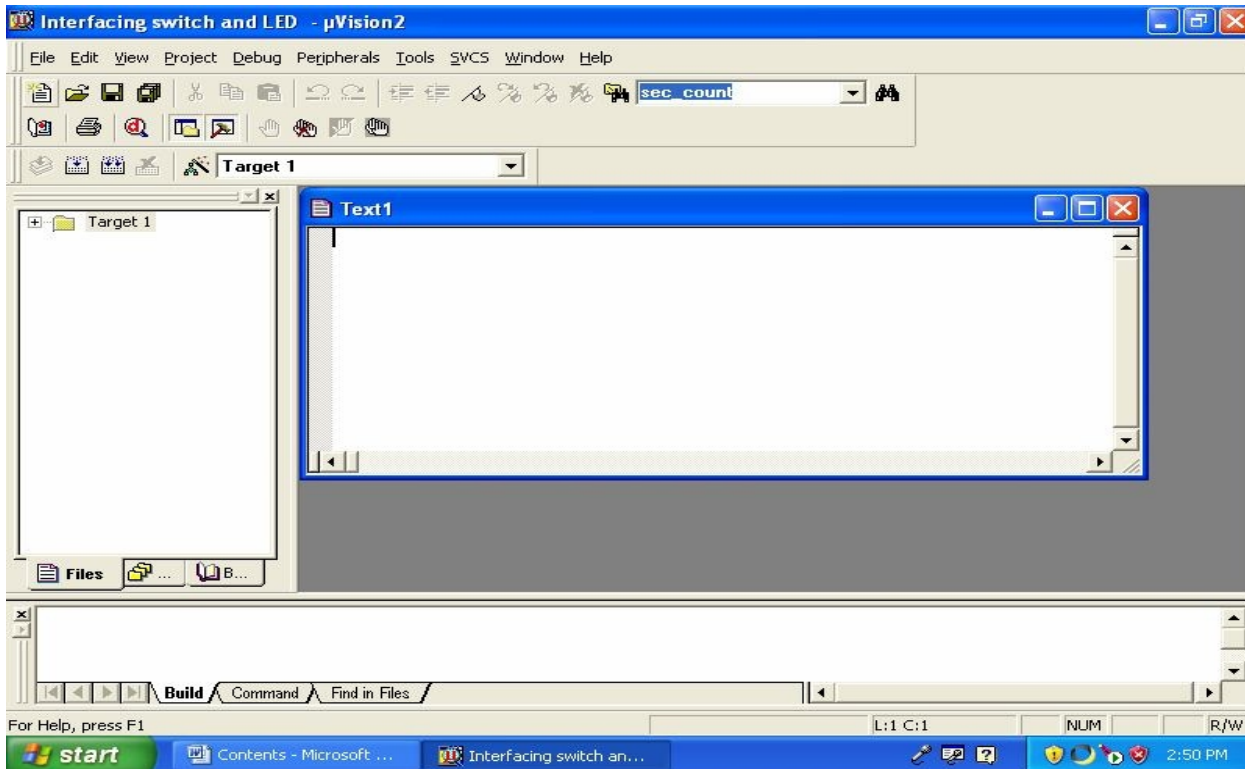 Interfacing switch and LED - µVision2
File Edit View Project Debug Peripherals Tools SVCS Window Help
sec_count
Target 1
Text1
Target 1
Files ... B...
Build Command Find in Files
For Help, press F1 L:1 C:1 NUM R/W
start Contents - Microsoft ... Interfacing switch an... 2:50 PM